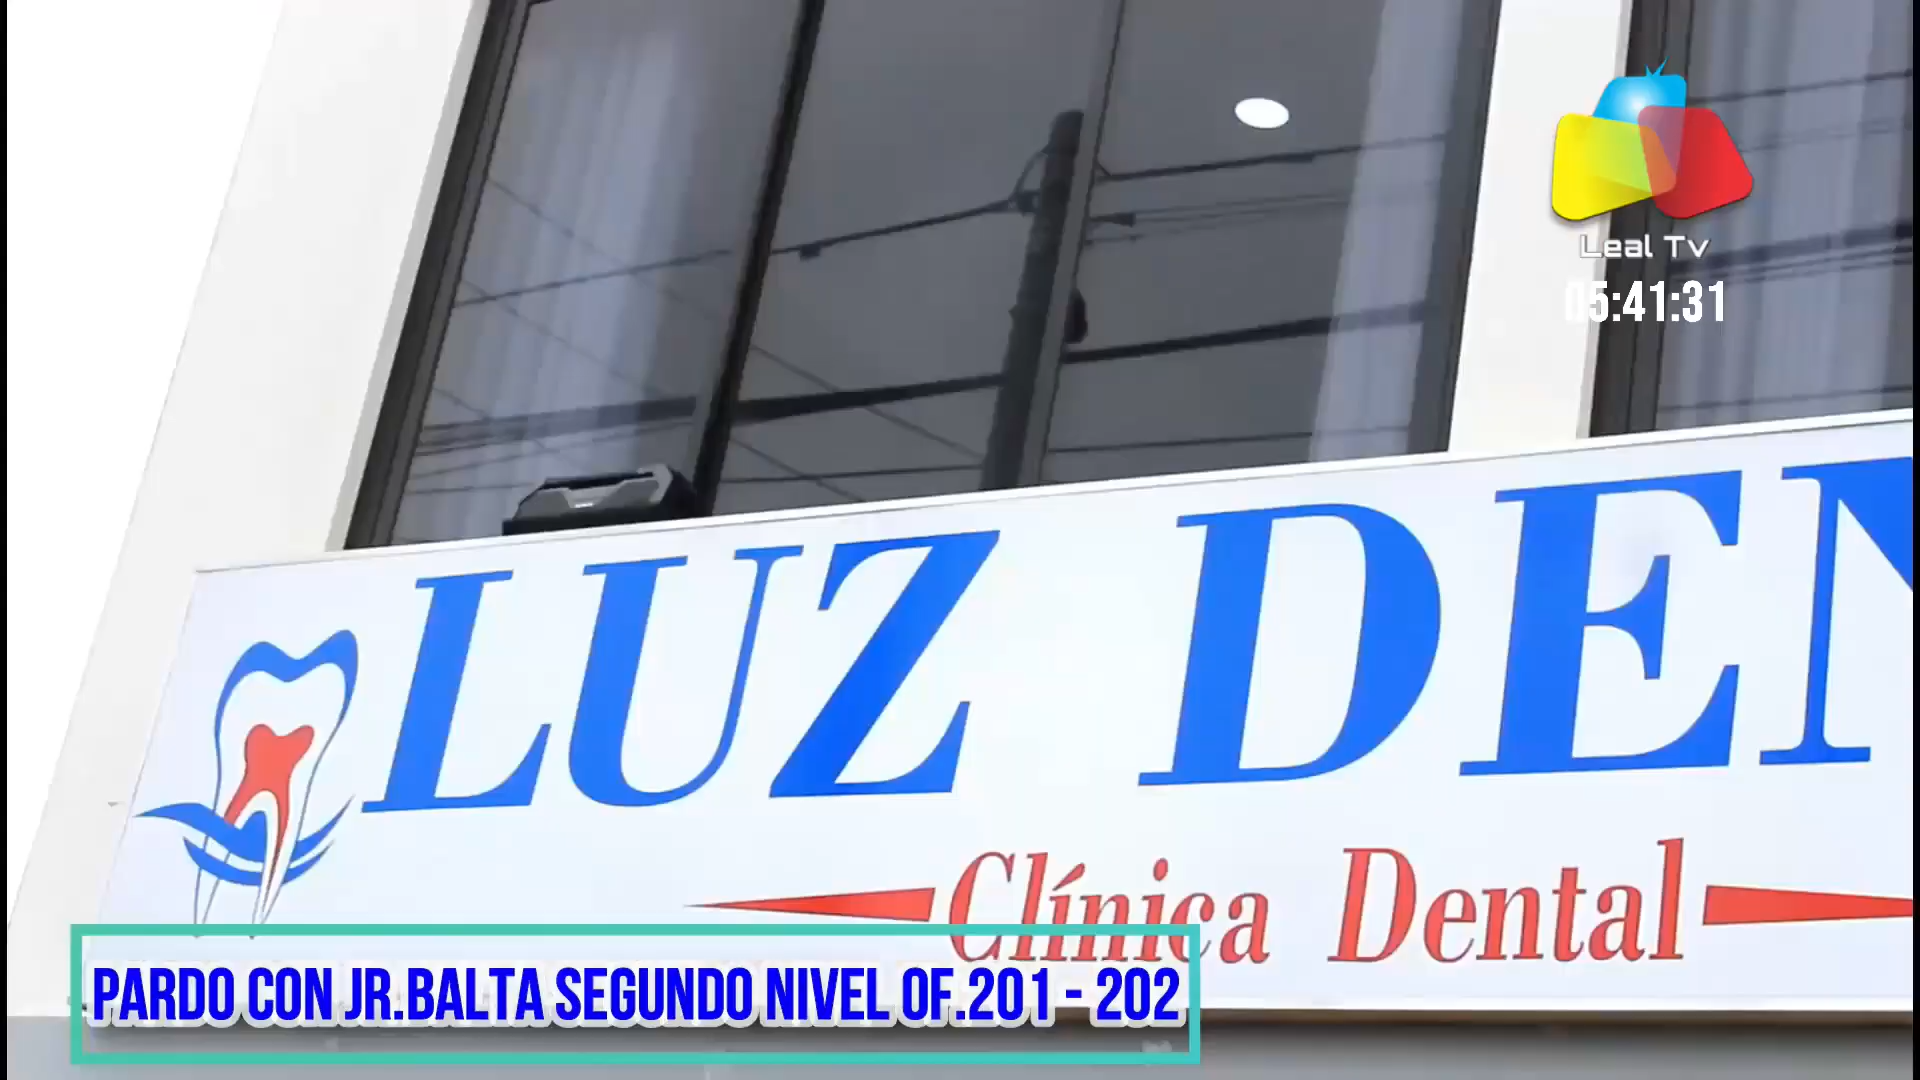 Leal Tv
05:41:31
LUZ DEN
Clínica Dental
PARDO CON JR.BALTA SEGUNDO NIVEL OF.201 - 202